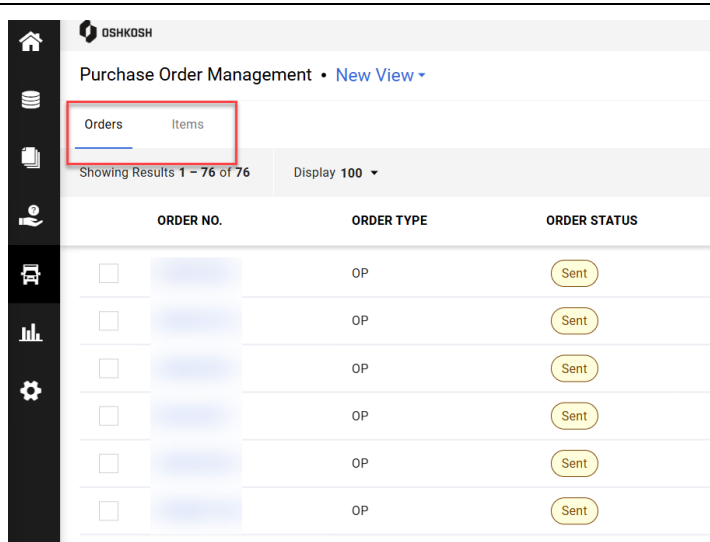 OSHKOSH
Purchase Order Management • New View
Orders Items
Showing Results 1 – 76 of 76 Display 100
ORDER NO. ORDER TYPE ORDER STATUS
OP Sent
OP Sent
OP Sent
OP Sent
OP Sent
OP Sent